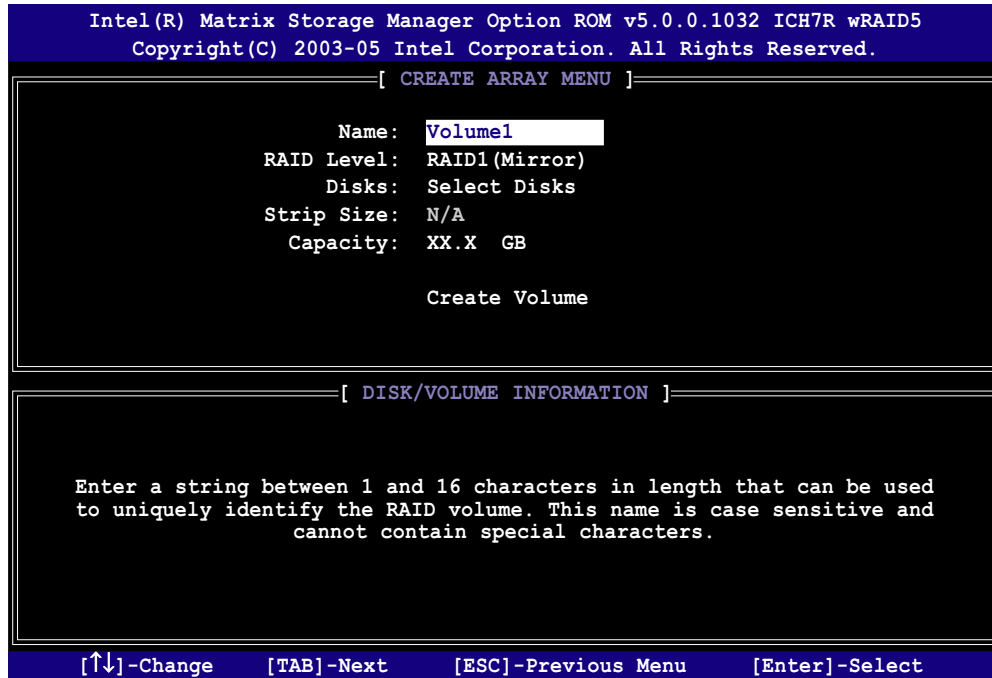 Intel(R) Matrix Storage Manager Option ROM v5.0.0.1032 ICH7R wRAID5
Copyright(C) 2003-05 Intel Corporation. All Rights Reserved.
[ CREATE ARRAY MENU ]
Name: Volume1
RAID Level: RAID1(Mirror)
Disks: Select Disks
Strip Size: N/A
Capacity: XX.X GB
Create Volume
[ DISK/VOLUME INFORMATION ]
Enter a string between 1 and 16 characters in length that can be used
to uniquely identify the RAID volume. This name is case sensitive and
cannot contain special characters.
[↑↓]-Change [TAB]-Next [ESC]-Previous Menu [Enter]-Select